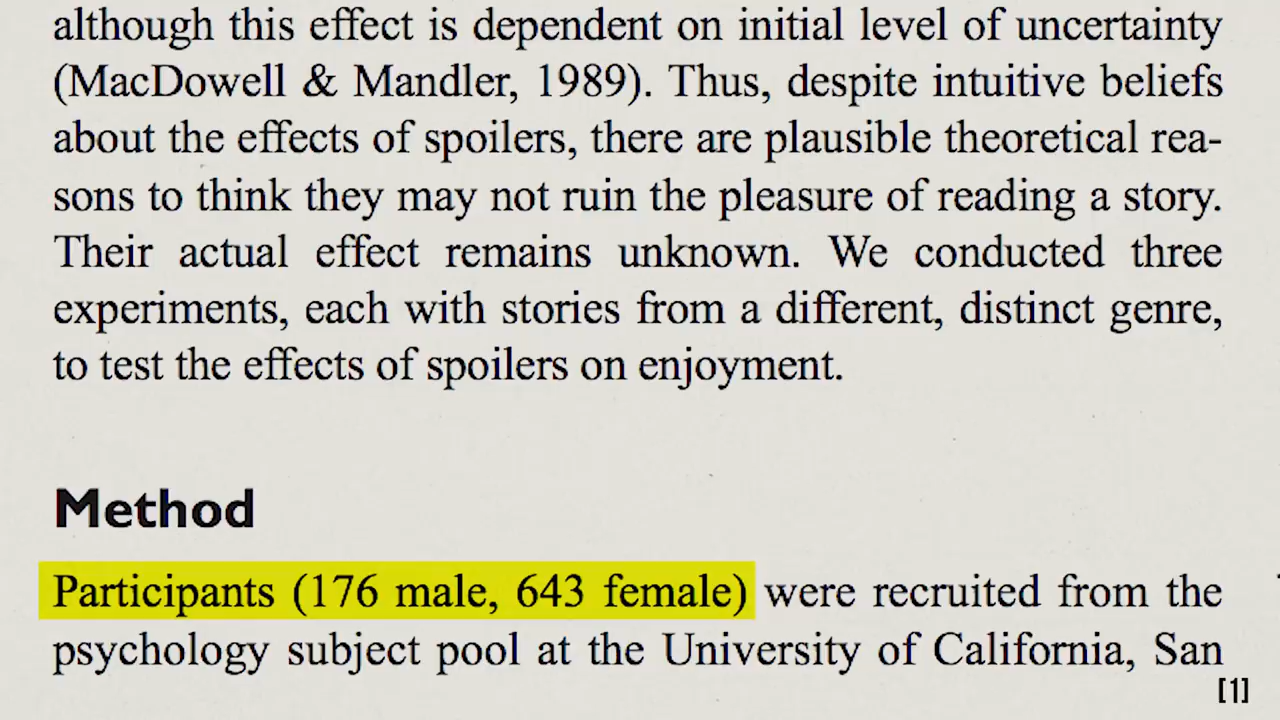 although this effect is dependent on initial level of uncertainty
(MacDowell & Mandler, 1989). Thus, despite intuitive beliefs
about the effects of spoilers, there are plausible theoretical rea-
sons to think they may not ruin the pleasure of reading a story.
Their actual effect remains unknown. We conducted three
experiments, each with stories from a different, distinct genre,
to test the effects of spoilers on enjoyment.
Method
Participants (176 male, 643 female) were recruited from the
psychology subject pool at the University of California, San
[1]